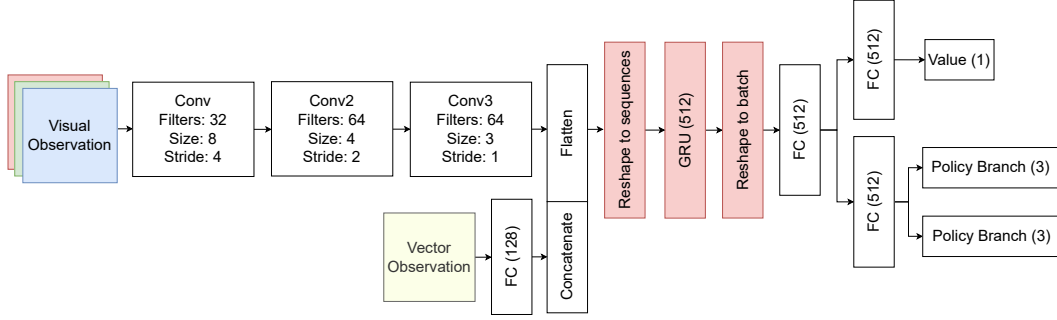 Visual
Observation
Conv
Filters: 32
Size: 8
Stride: 4
Conv2
Filters: 64
Size: 4
Stride: 2
Conv3
Filters: 64
Size: 3
Stride: 1
Flatten
Vector
Observation
FC (128)
Concatenate
Reshape to sequences
GRU (512)
Reshape to batch
FC (512)
FC (512)
Value (1)
FC (512)
Policy Branch (3)
Policy Branch (3)